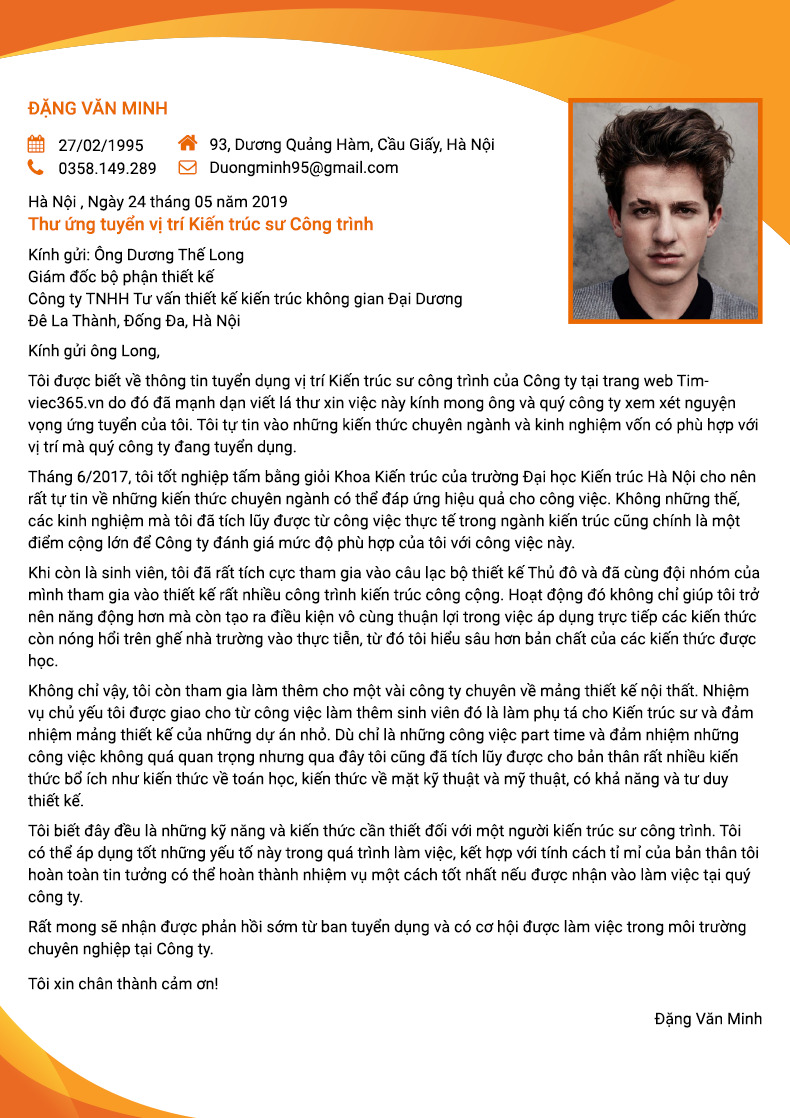 ĐẶNG VĂN MINH
27/02/1995
93, Dương Quảng Hàm, Cầu Giấy, Hà Nội
0358.149.289
Duongminh95@gmail.com
Hà Nội , Ngày 24 tháng 05 năm 2019
Thư ứng tuyển vị trí Kiến trúc sư Công trình
Kính gửi: Ông Dương Thế Long
Giám đốc bộ phận thiết kế
Công ty TNHH Tư vấn thiết kế kiến trúc không gian Đại Dương
Đê La Thành, Đống Đa, Hà Nội
Kính gửi ông Long,
Tôi được biết về thông tin tuyển dụng vị trí Kiến trúc sư công trình của Công ty tại trang web Tim-
viec365.vn do đó đã mạnh dạn viết lá thư xin việc này kính mong ông và quý công ty xem xét nguyện
vọng ứng tuyển của tôi. Tôi tự tin vào những kiến thức chuyên ngành và kinh nghiệm vốn có phù hợp với
vị trí mà quý công ty đang tuyển dụng.
Tháng 6/2017, tôi tốt nghiệp tấm bằng giỏi Khoa Kiến trúc của trường Đại học Kiến trúc Hà Nội cho nên
rất tự tin về những kiến thức chuyên ngành có thể đáp ứng hiệu quả cho công việc. Không những thế,
các kinh nghiệm mà tôi đã tích lũy được từ công việc thực tế trong ngành kiến trúc cũng chính là một
điểm cộng lớn để Công ty đánh giá mức độ phù hợp của tôi với công việc này.
Khi còn là sinh viên, tôi đã rất tích cực tham gia vào câu lạc bộ thiết kế Thủ đô và đã cùng đội nhóm của
mình tham gia vào thiết kế rất nhiều công trình kiến trúc công cộng. Hoạt động đó không chỉ giúp tôi trở
nên năng động hơn mà còn tạo ra điều kiện vô cùng thuận lợi trong việc áp dụng trực tiếp các kiến thức
còn nóng hổi trên ghế nhà trường vào thực tiễn, từ đó tôi hiểu sâu hơn bản chất của các kiến thức được
học.
Không chỉ vậy, tôi còn tham gia làm thêm cho một vài công ty chuyên về mảng thiết kế nội thất. Nhiệm
vụ chủ yếu tôi được giao cho từ công việc làm thêm sinh viên đó là làm phụ tá cho Kiến trúc sư và đảm
nhiệm mảng thiết kế của những dự án nhỏ. Dù chỉ là những công việc part time và đảm nhiệm những
công việc không quá quan trọng nhưng qua đây tôi cũng đã tích lũy được cho bản thân rất nhiều kiến
thức bổ ích như kiến thức về toán học, kiến thức về mặt kỹ thuật và mỹ thuật, có khả năng và tư duy
thiết kế.
Tôi biết đây đều là những kỹ năng và kiến thức cần thiết đối với một người kiến trúc sư công trình. Tôi
có thể áp dụng tốt những yếu tố này trong quá trình làm việc, kết hợp với tính cách tỉ mỉ của bản thân tôi
hoàn toàn tin tưởng có thể hoàn thành nhiệm vụ một cách tốt nhất nếu được nhận vào làm việc tại quý
công ty.
Rất mong sẽ nhận được phản hồi sớm từ ban tuyển dụng và có cơ hội được làm việc trong môi trường
chuyên nghiệp tại Công ty.
Tôi xin chân thành cảm ơn!
Đặng Văn Minh